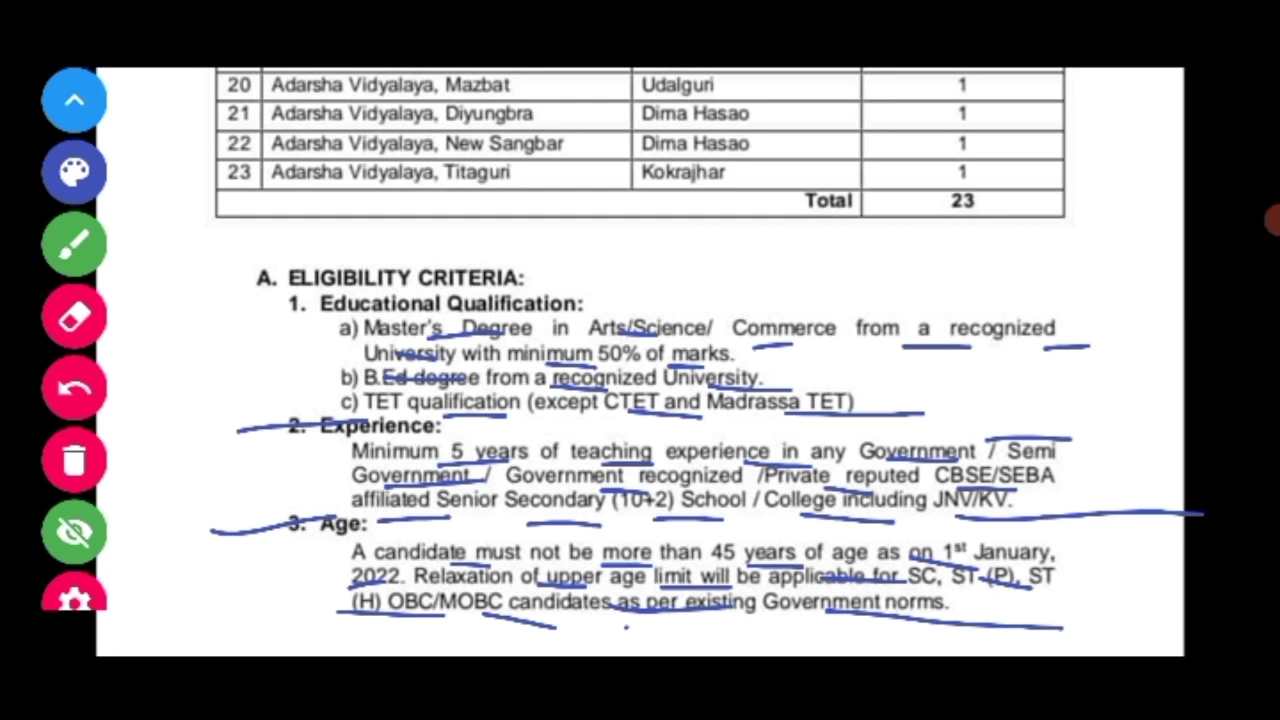 20 Adarsha Vidyalaya, Mazbat Udalguri 1
21 Adarsha Vidyalaya, Diyungbra Dima Hasao 1
22 Adarsha Vidyalaya, New Sangbar Dima Hasao 1
23 Adarsha Vidyalaya, Titaguri Kokrajhar 1
Total 23
A. ELIGIBILITY CRITERIA:
1. Educational Qualification:
a) Master's Degree in Arts/Science/ Commerce from a recognized
University with minimum 50% of marks.
b) B.Ed degree from a recognized University.
c) TET qualification (except CTET and Madrassa TET)
2. Experience:
Minimum 5 years of teaching experience in any Government / Semi
Government / Government recognized /Private reputed CBSE/SEBA
affiliated Senior Secondary (10+2) School / College including JNV/KV.
3. Age:
A candidate must not be more than 45 years of age as on 1st January,
2022. Relaxation of upper age limit will be applicable for SC, ST (P), ST
(H) OBC/MOBC candidates as per existing Government norms.